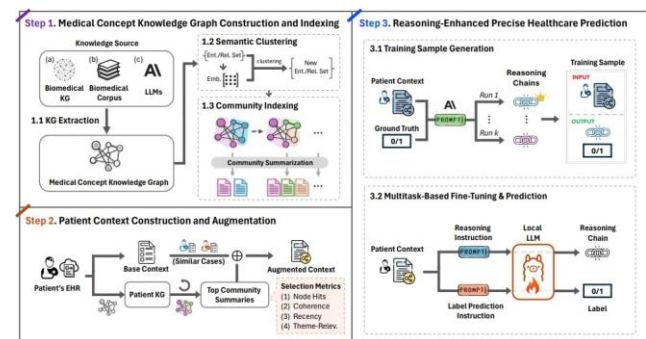 Step 1. Medical Concept Knowledge Graph Construction and Indexing
Knowledge Source
(a)
(b)
(c)
Biomedical KG
Biomedical Corpus
LLMs
1.1 KG Extraction
Medical Concept Knowledge Graph
1.2 Semantic Clustering
{Ent./Rel. Set}
Emb.
clustering
{ New Ent./Rel. Set }
1.3 Community Indexing
...
Community Summarization
...
Step 2. Patient Context Construction and Augmentation
Patient's EHR
Base Context
(Similar Cases)
Augmented Context
Patient KG
Top Community Summaries
Selection Metrics
(1) Node Hits
(2) Coherence
(3) Recency
(4) Theme-Relev.
Step 3. Reasoning-Enhanced Precise Healthcare Prediction
3.1 Training Sample Generation
Patient Context
Ground Truth
0/1
PROMPT
Reasoning Chains
Run 1
Run k
Training Sample
INPUT
OUTPUT
0/1
3.2 Multitask-Based Fine-Tuning & Prediction
Patient Context
Reasoning Instruction
PROMPT
PROMPT
Label Prediction Instruction
Local LLM
Reasoning Chain
0/1
Label